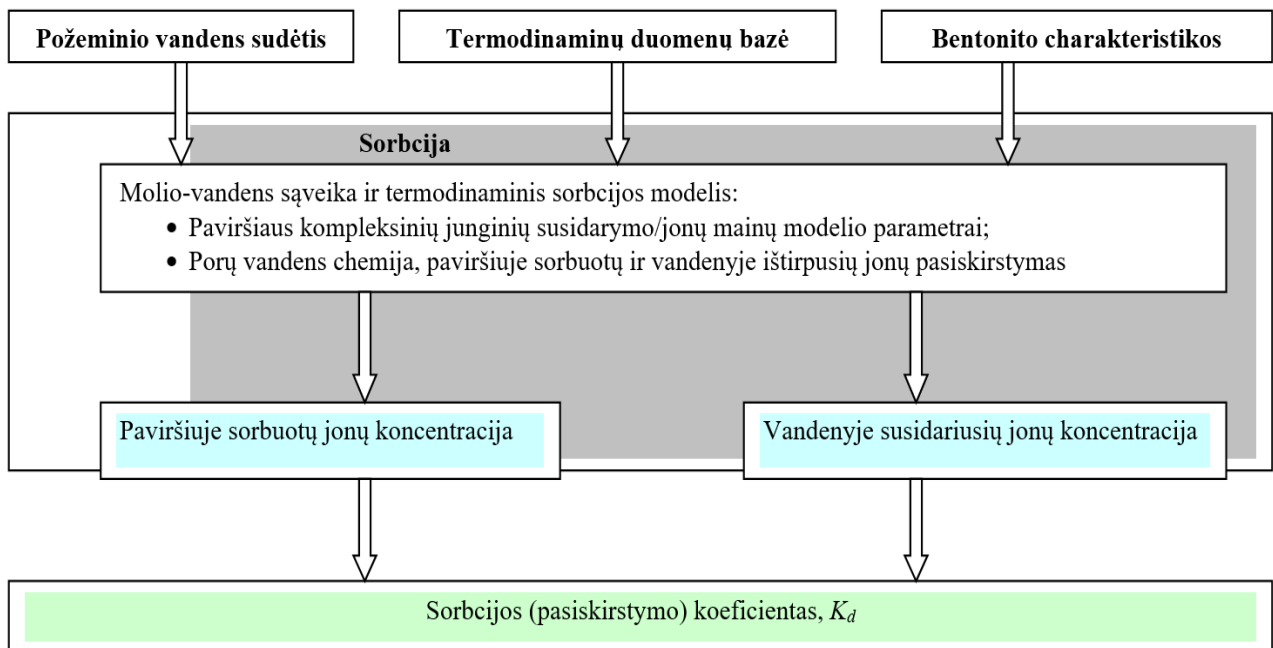 Požeminio vandens sudėtis
Termodinaminų duomenų bazė
Bentonito charakteristikos
Sorbcija
Molio-vandens sąveika ir termodinaminis sorbcijos modelis:
• Paviršiaus kompleksinių junginių susidarymo/jonų mainų modelio parametrai;
• Porų vandens chemija, paviršiuje sorbuotų ir vandenyje ištirpusių jonų pasiskirstymas
Paviršiuje sorbuotų jonų koncentracija
Vandenyje susidariusių jonų koncentracija
Sorbcijos (pasiskirstymo) koeficientas, Kd